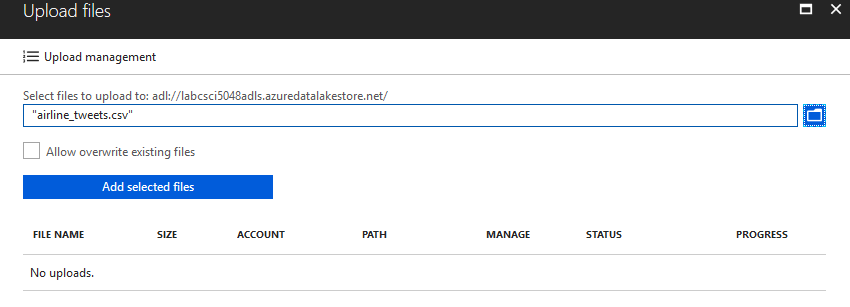 Upload files
Upload management
Select files to upload to: adl://labcsci5048adls.azuredatalakestore.net/
"airline_tweets.csv"
Allow overwrite existing files
Add selected files
FILE NAME SIZE ACCOUNT PATH MANAGE STATUS PROGRESS
No uploads.